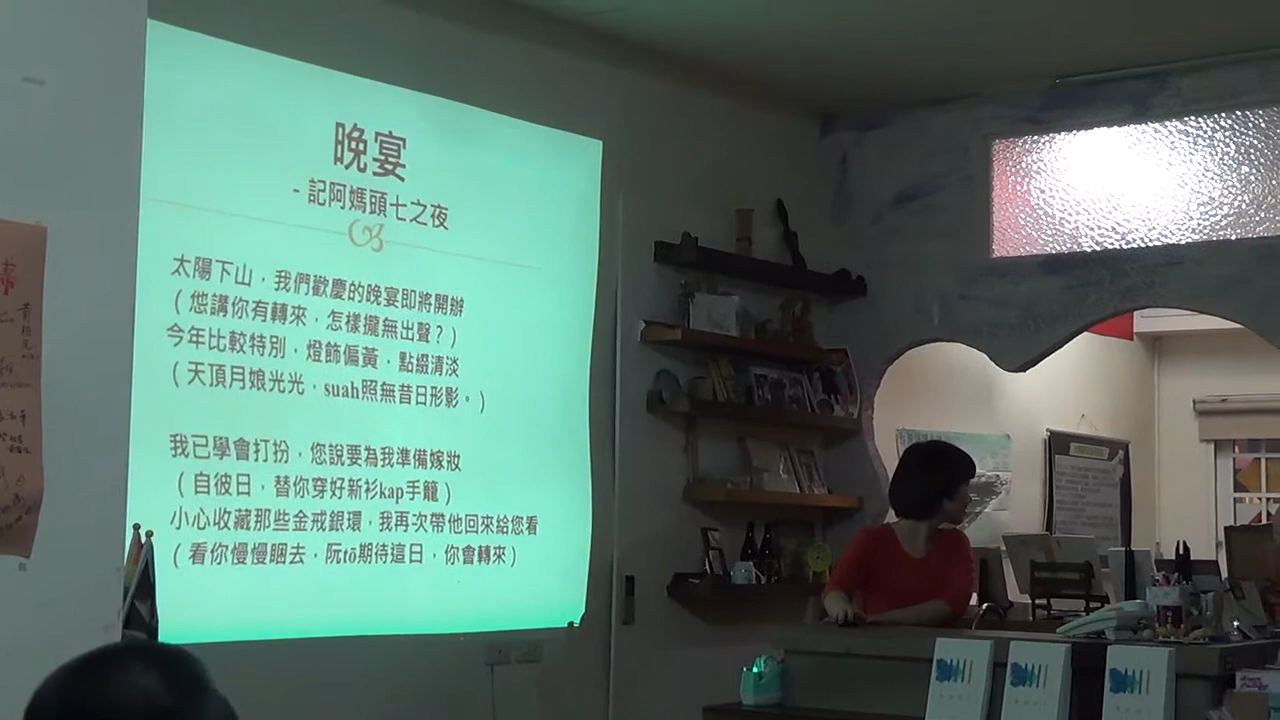 晚宴
- 記阿媽頭七之夜
太陽下山，我們歡慶的晚宴即將開辦
（怹講你有轉來，怎樣攏無出聲？）
今年比較特別，燈飾偏黃，點綴清淡
（天頂月娘光光，suah照無昔日形影。）
我已學會打扮，您說要為我準備嫁妝
（自彼日，替你穿好新衫kap手籠）
小心收藏那些金戒銀環，我再次帶他回來給您看
（看你慢慢睏去，阮tō期待這日，你會轉來）